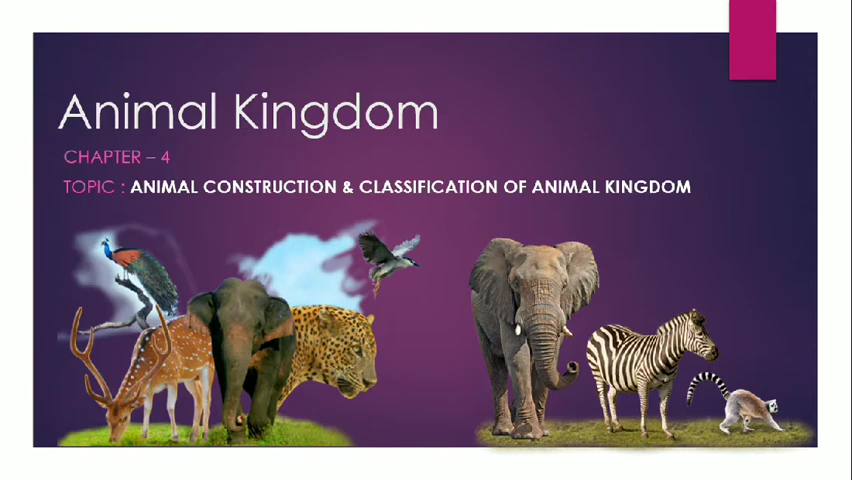 Animal Kingdom
CHAPTER – 4
TOPIC : ANIMAL CONSTRUCTION & CLASSIFICATION OF ANIMAL KINGDOM